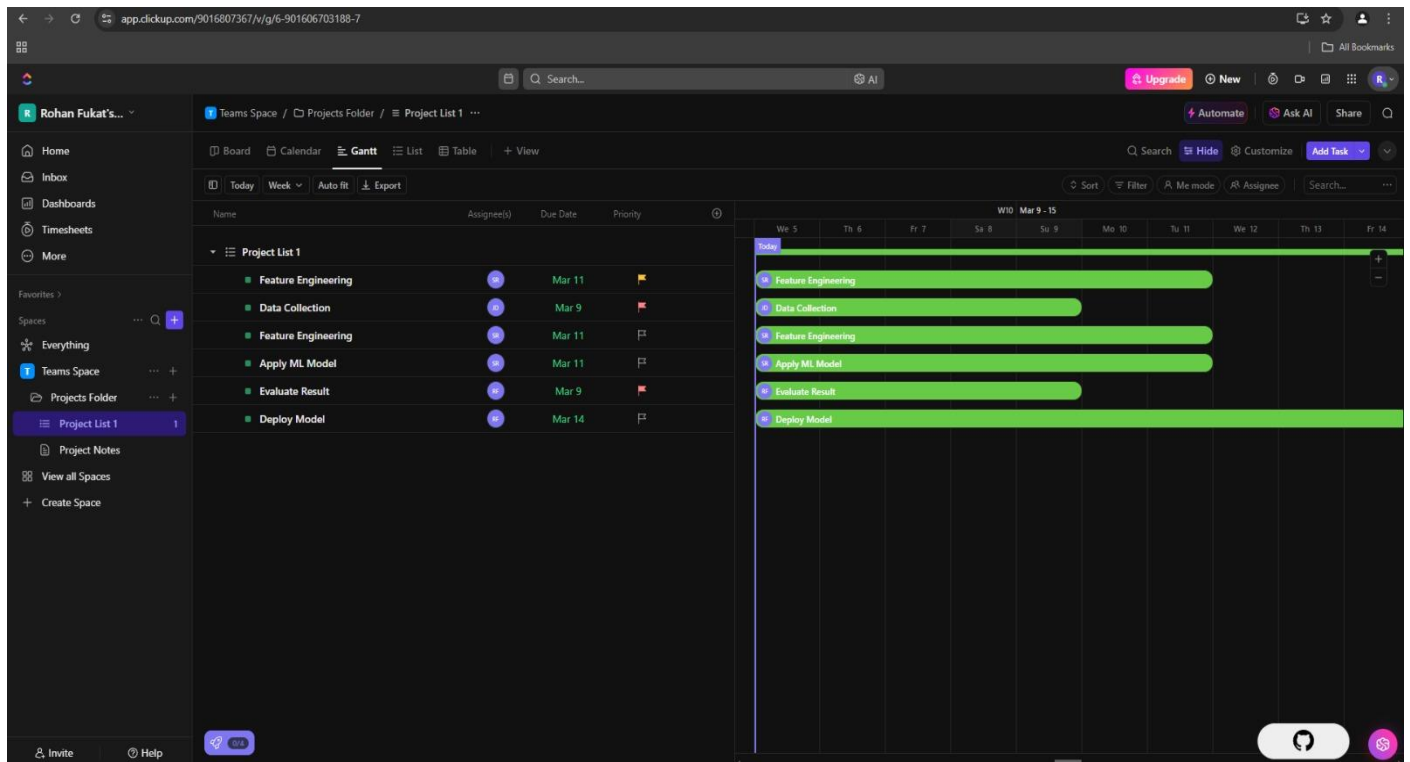 app.clickup.com/9016807367/v/g/6-901606703188-7
All Bookmarks
Search...
AI
Upgrade
New
R
R Rohan Fukat's...
T Teams Space / Projects Folder / Project List 1 ...
Automate
Ask AI
Share
Home
Inbox
Dashboards
Timesheets
More
Favorites
Spaces ...
Everything
T Teams Space ... +
Projects Folder ... +
Project List 1 1
Project Notes
View all Spaces
+ Create Space
Invite
Help
Board Calendar Gantt List Table + View
Search Hide Customize Add Task
Today Week Auto fit Export
Sort Filter Me mode Assignee Search... ...
Name Assignee(s) Due Date Priority
W10 Mar 9 - 15
We 5 Th 6 Fr 7 Sa 8 Su 9 Mo 10 Tu 11 We 12 Th 13 Fr 14
Today
Project List 1
Feature Engineering SR Mar 11 SR Feature Engineering
Data Collection JD Mar 9 JD Data Collection
Feature Engineering SR Mar 11 SR Feature Engineering
Apply ML Model SR Mar 11 SR Apply ML Model
Evaluate Result RF Mar 9 RF Evaluate Result
Deploy Model RF Mar 14 RF Deploy Model
+
−
0/4